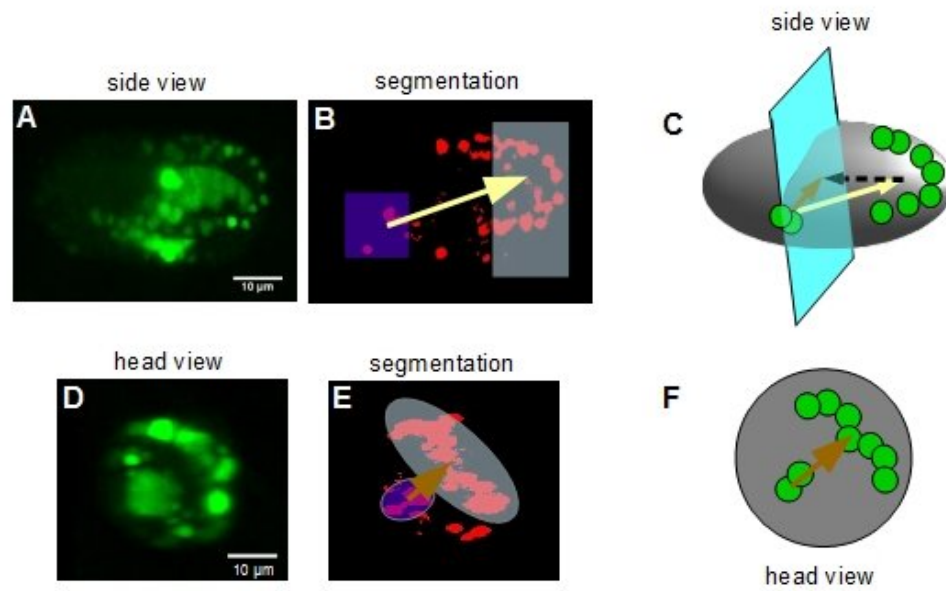 side view
side view
segmentation
A
B
C
10 µm
head view
segmentation
D
E
F
10 µm
head view